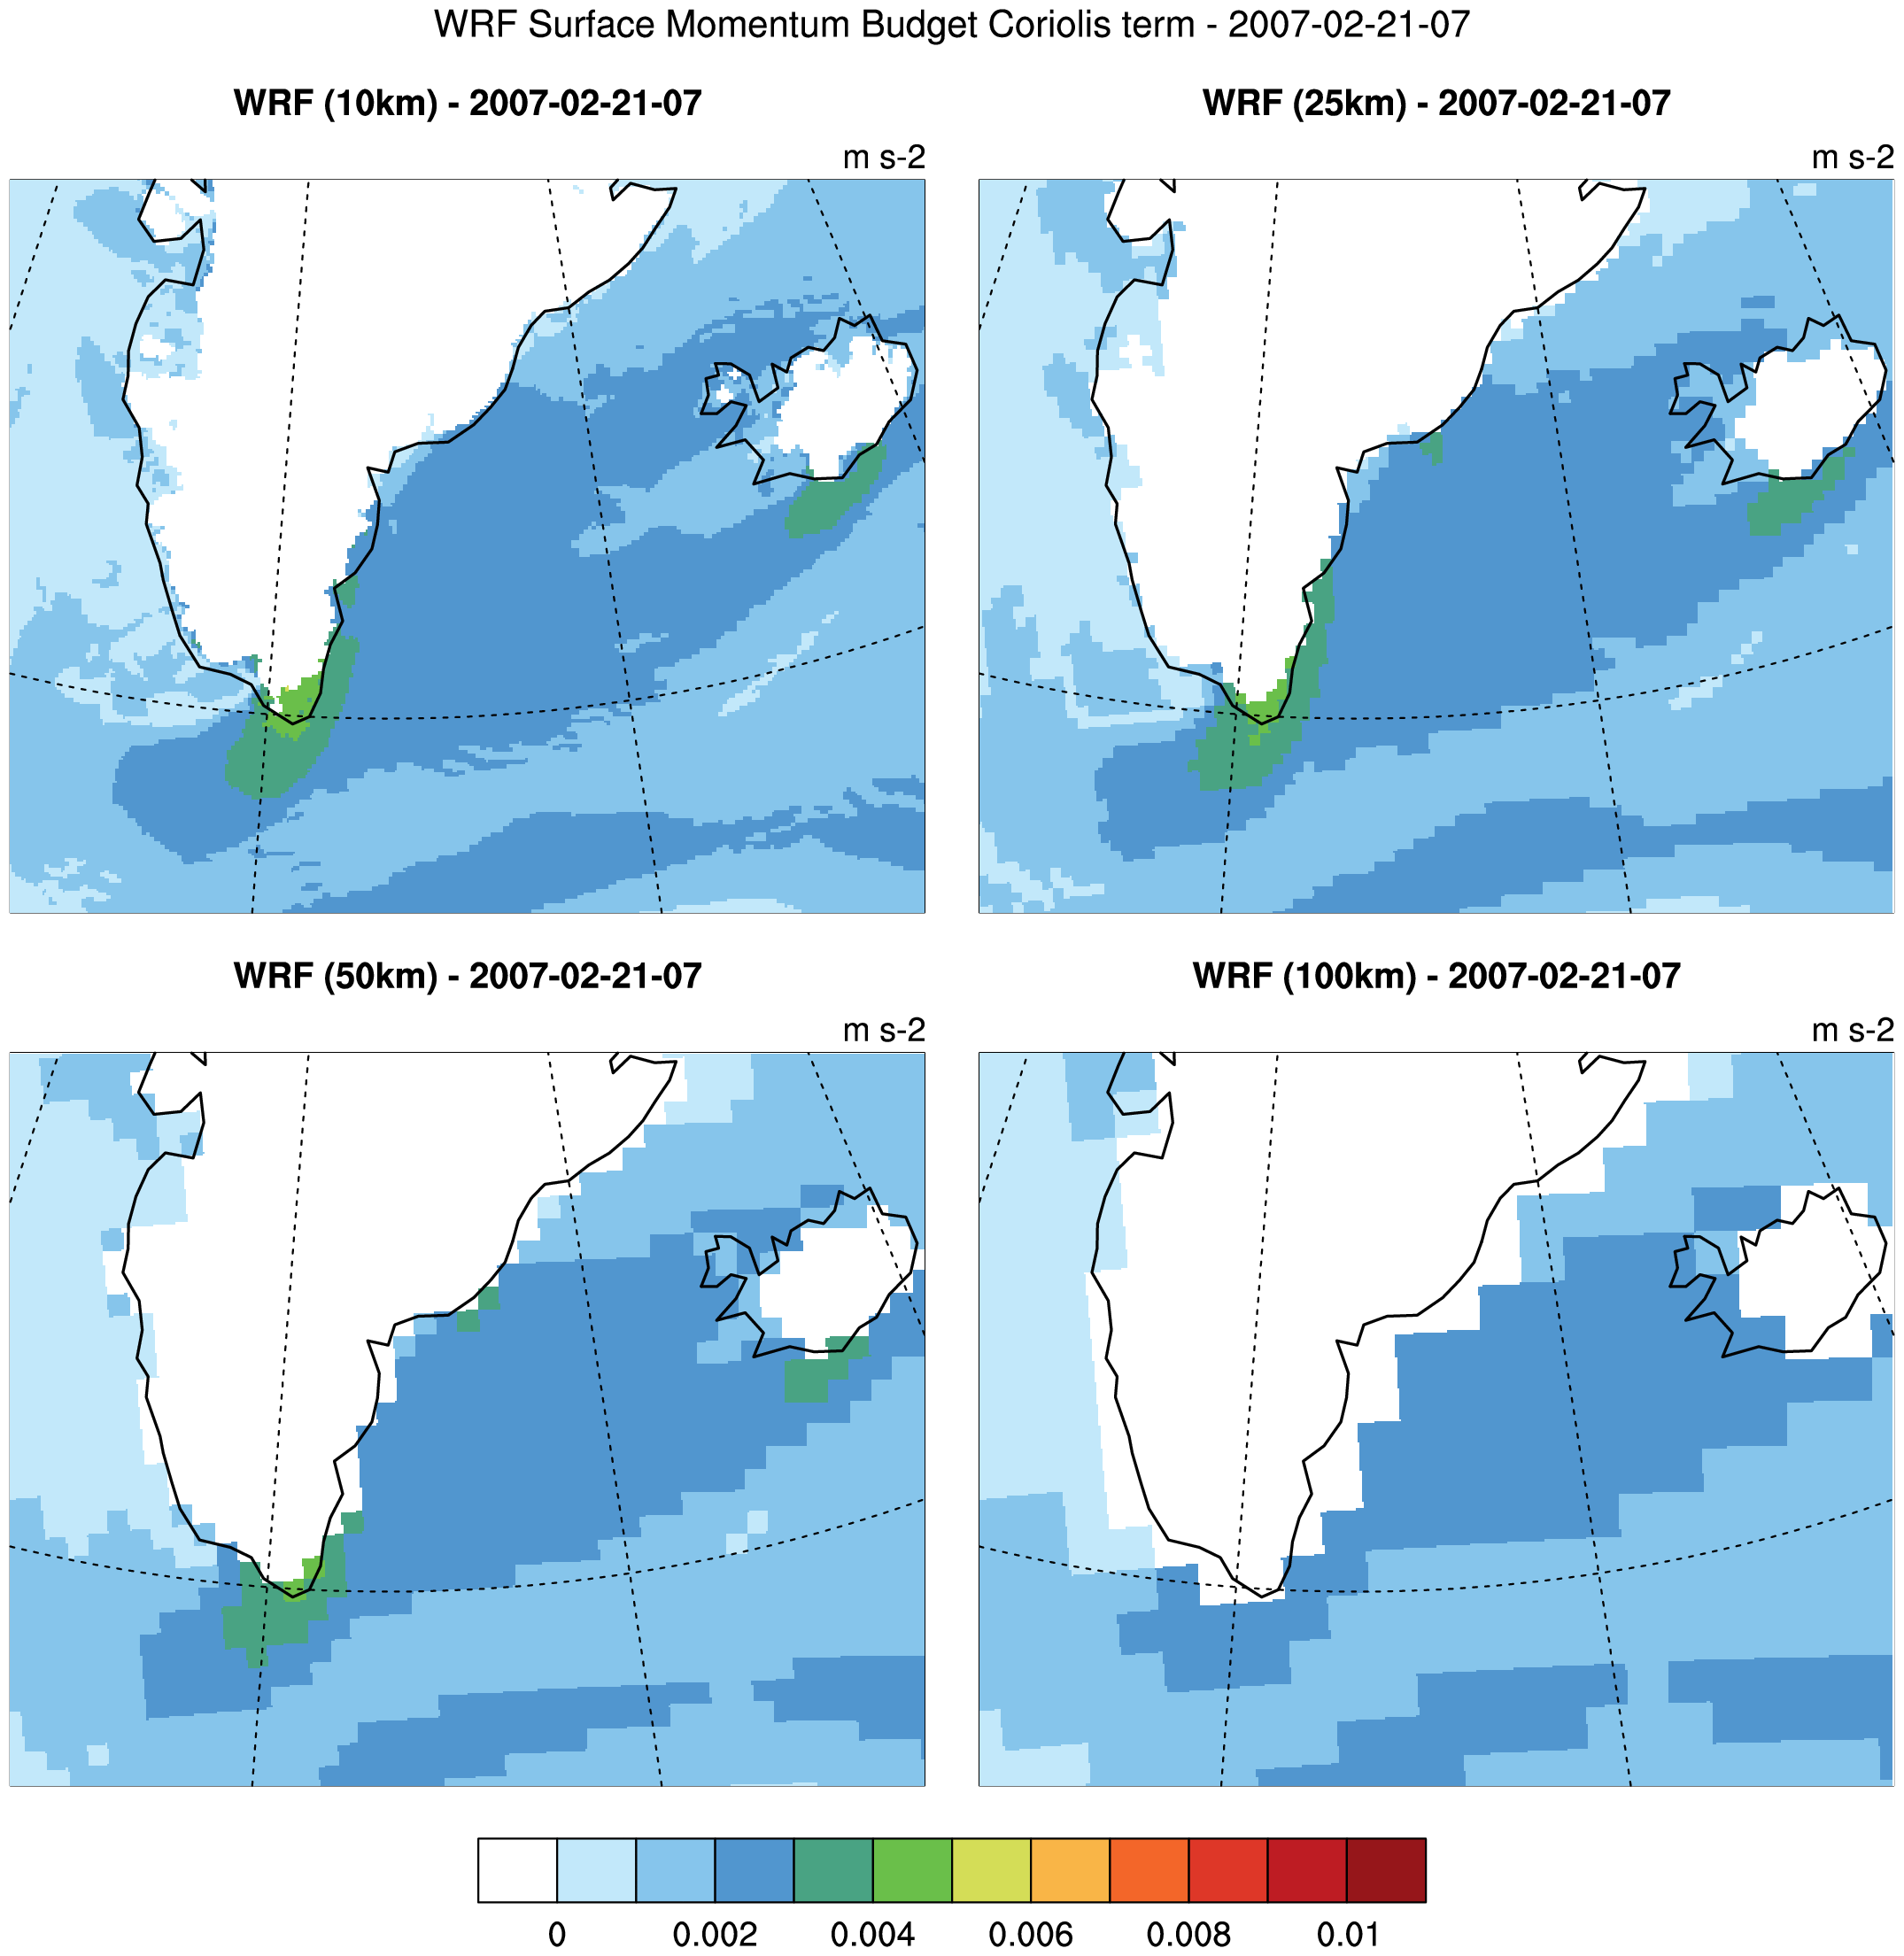 WRF Surface Momentum Budget Coriolis term - 2007-02-21-07
WRF (10km) - 2007-02-21-07
m s-2
WRF (25km) - 2007-02-21-07
m s-2
WRF (50km) - 2007-02-21-07
m s-2
WRF (100km) - 2007-02-21-07
m s-2
0 0.002 0.004 0.006 0.008 0.01